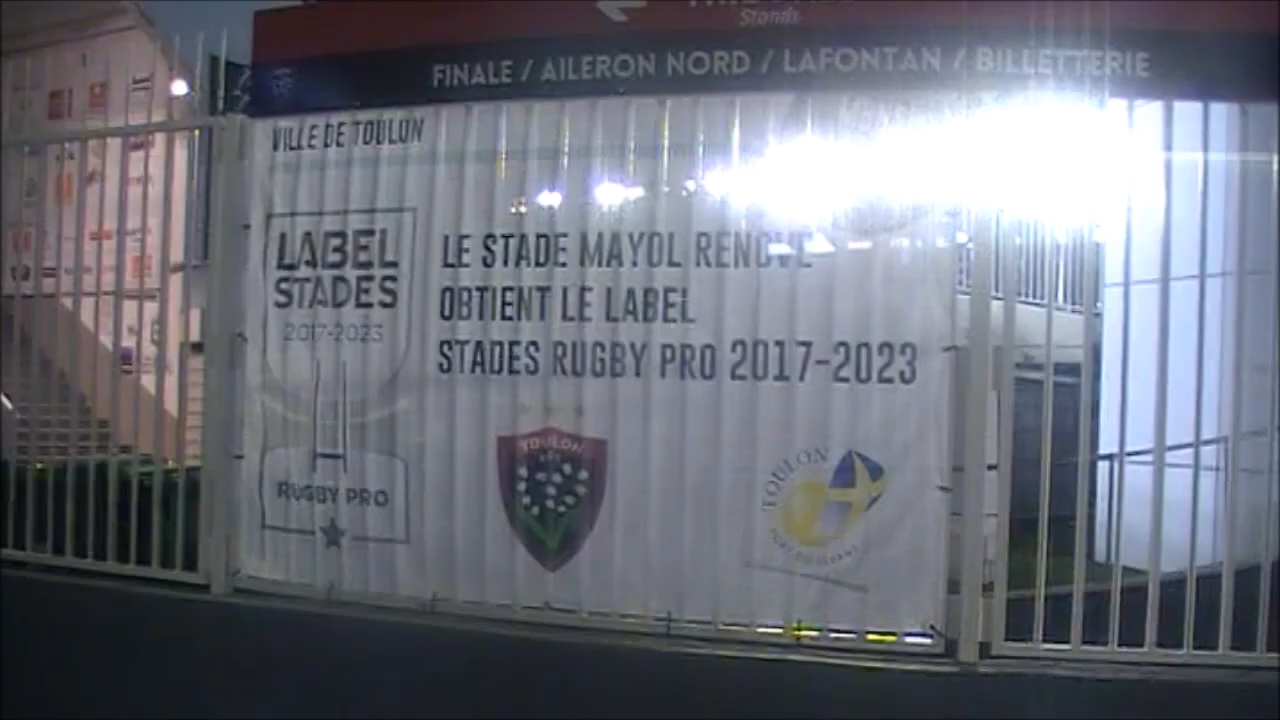 Stands
FINALE / AILERON NORD / LAFONTAN / BILLETTERIE
VILLE DE TOULON
LABEL
STADES
2017-2023
RUGBY PRO
LE STADE MAYOL RENOVE
OBTIENT LE LABEL
STADES RUGBY PRO 2017-2023
TOULON
TOULON